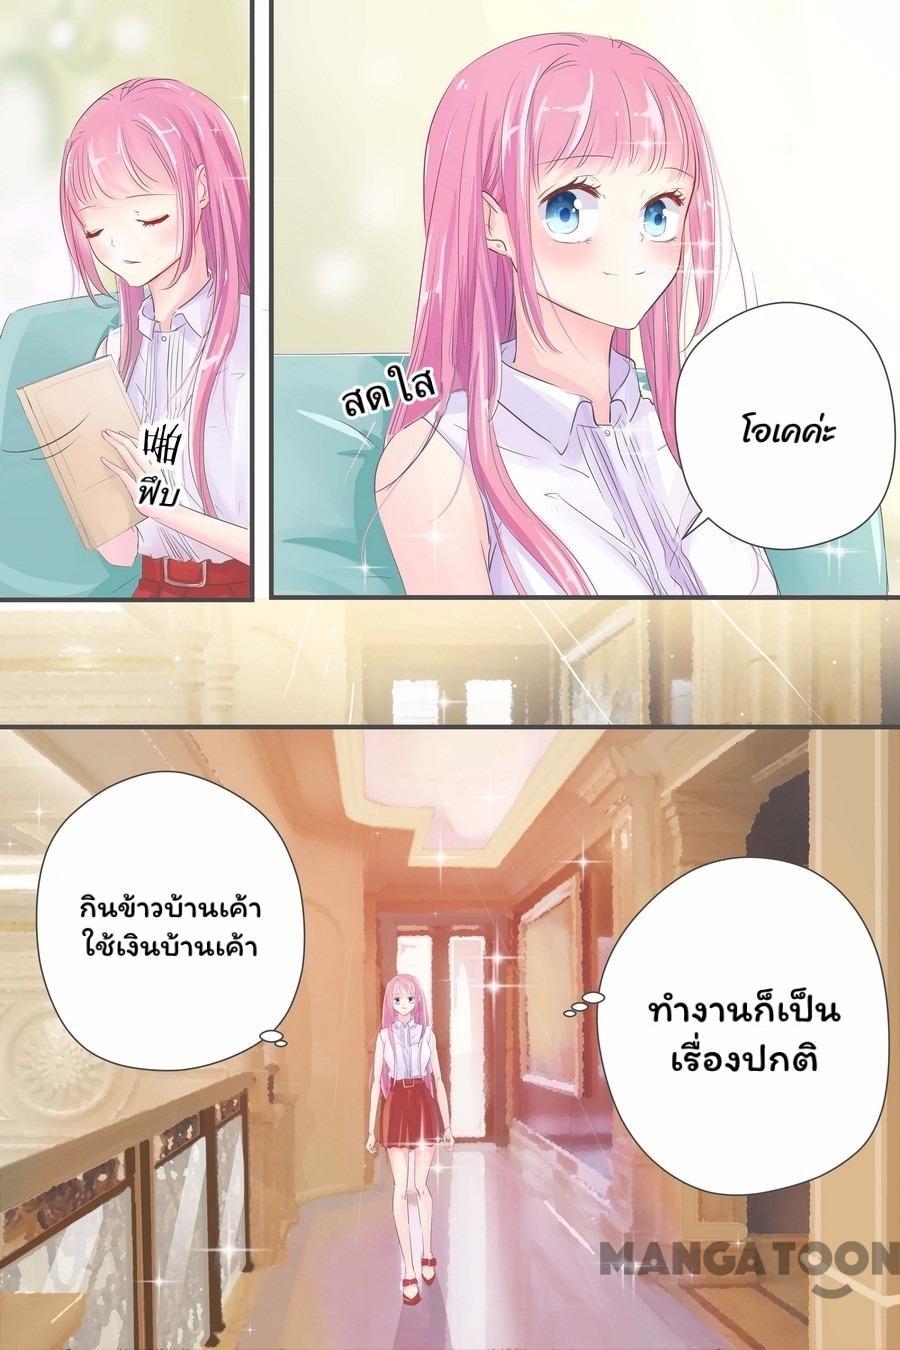 啪
ฟึบ
สดใส
โอเคค่ะ
กินข้าวบ้านเค้า
ใช้เงินบ้านเค้า
ทำงานก็เป็น
เรื่องปกติ
MANGATOON